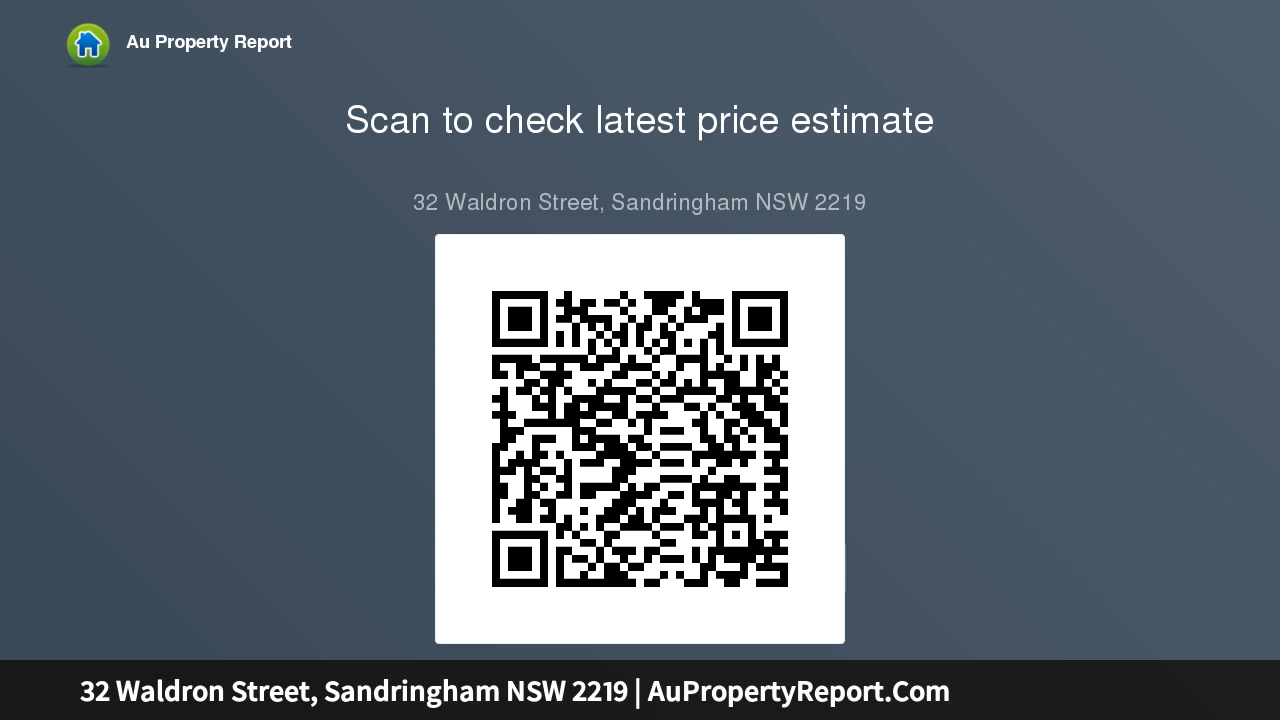 Au Property Report
Scan to check latest price estimate
32 Waldron Street, Sandringham NSW 2219
32 Waldron Street, Sandringham NSW 2219 | AuPropertyReport.Com